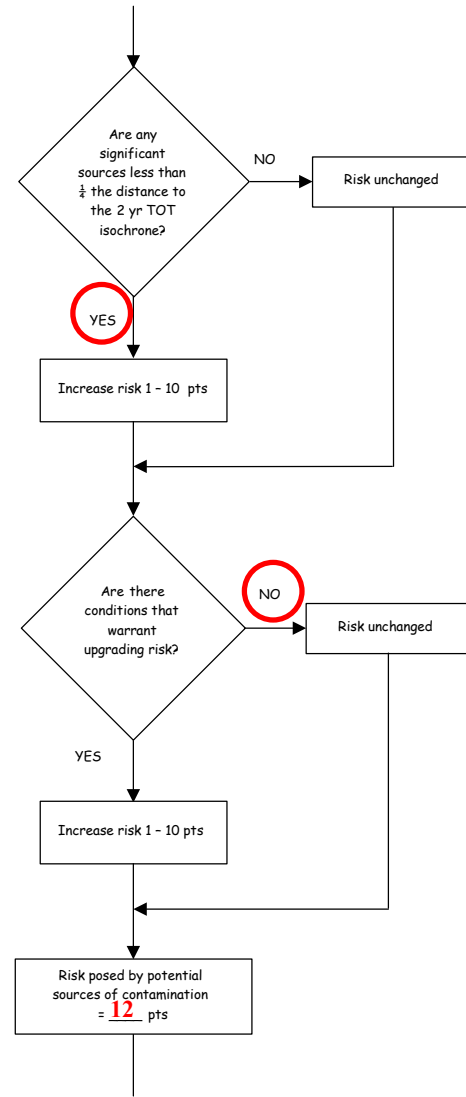 Are any
significant
sources less than
¼ the distance to
the 2 yr TOT
isochrone?
NO
Risk unchanged
YES
Increase risk 1 – 10 pts
Are there
conditions that
warrant
upgrading risk?
NO
Risk unchanged
YES
Increase risk 1 – 10 pts
Risk posed by potential
sources of contamination
= 12 pts